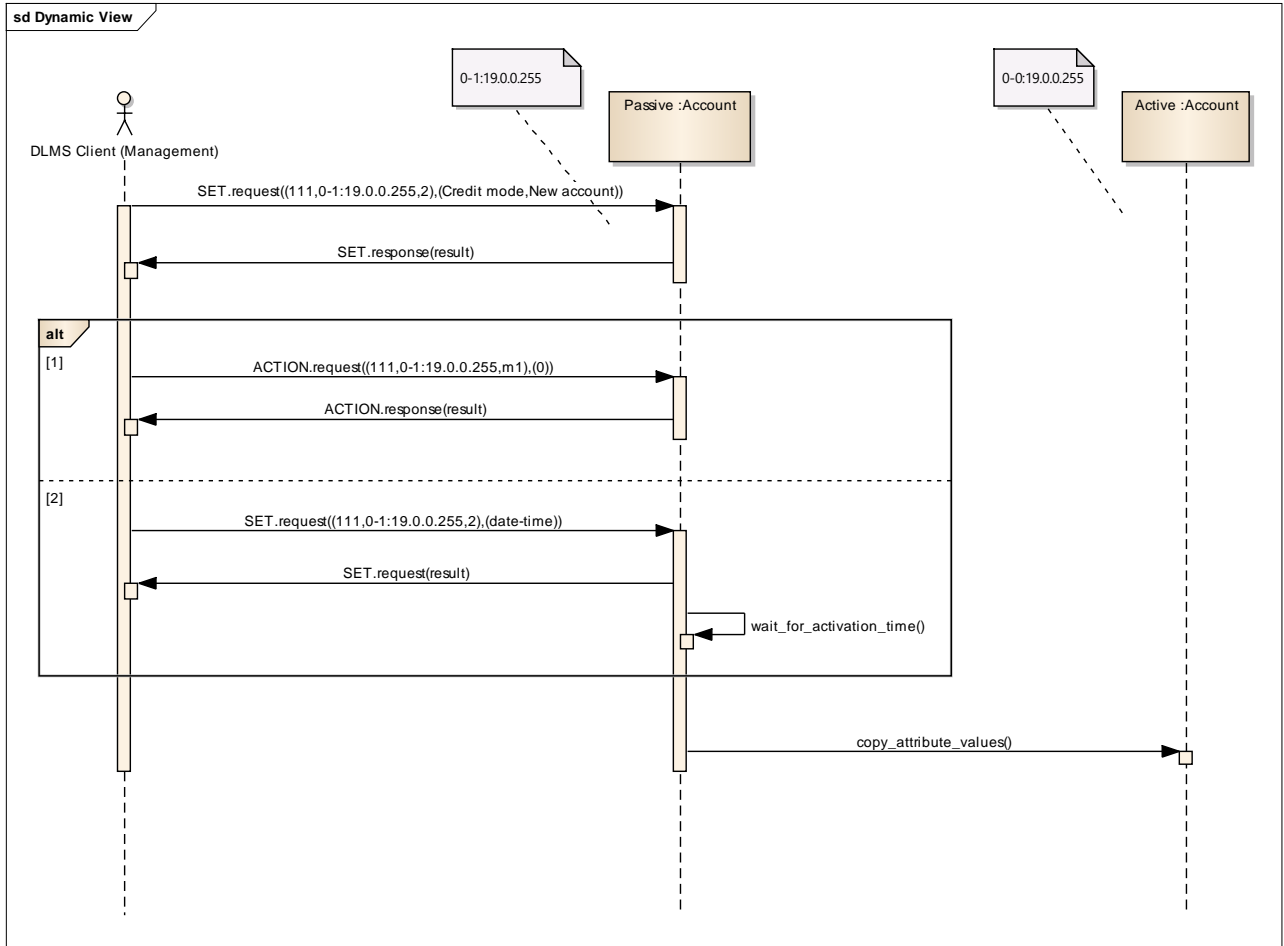 sd Dynamic View
0-1:19.0.0.255
0-0:19.0.0.255
Passive :Account
Active :Account
DLMS Client (Management)
SET.request((111,0-1:19.0.0.255,2),(Credit mode,New account))
SET.response(result)
alt
[1]
ACTION.request((111,0-1:19.0.0.255,m1),(0))
ACTION.response(result)
[2]
SET.request((111,0-1:19.0.0.255,2),(date-time))
SET.request(result)
wait_for_activation_time()
copy_attribute_values()